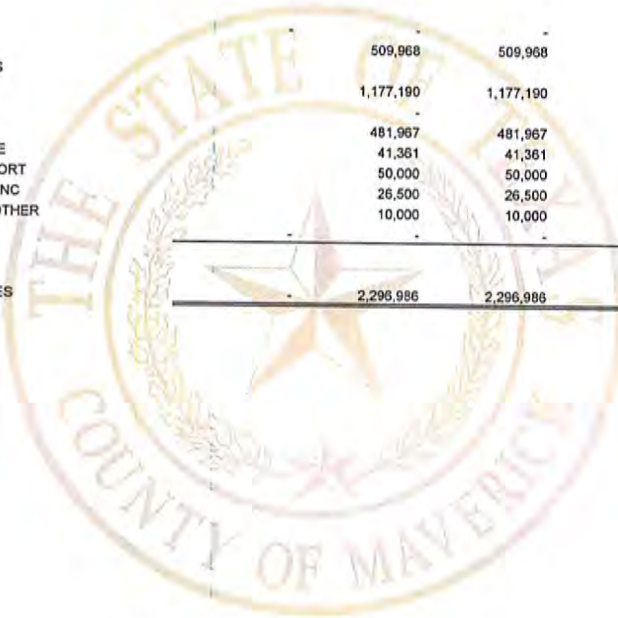 - - -
S 509,968 509,968
1,177,190 1,177,190
-
E 481,967 481,967
ORT 41,361 41,361
INC 50,000 50,000
OTHER 26,500 26,500
10,000 10,000
- - -
ES - 2,296,986 2,296,986
THE STATE OF TEXAS
COUNTY OF MAVERICK